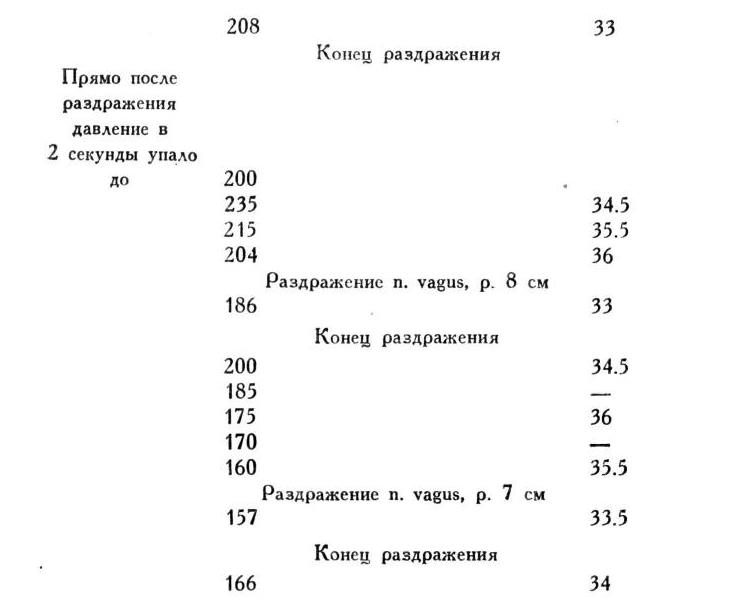 208 33
Конец раздражения
Прямо после
раздражения
давление в
2 секунды упало
до 200
235 34.5
215 35.5
204 36
Раздражение n. vagus, р. 8 см
186 33
Конец раздражения
200 34.5
185 —
175 36
170 —
160 35.5
Раздражение n. vagus, р. 7 см
157 33.5
Конец раздражения
166 34